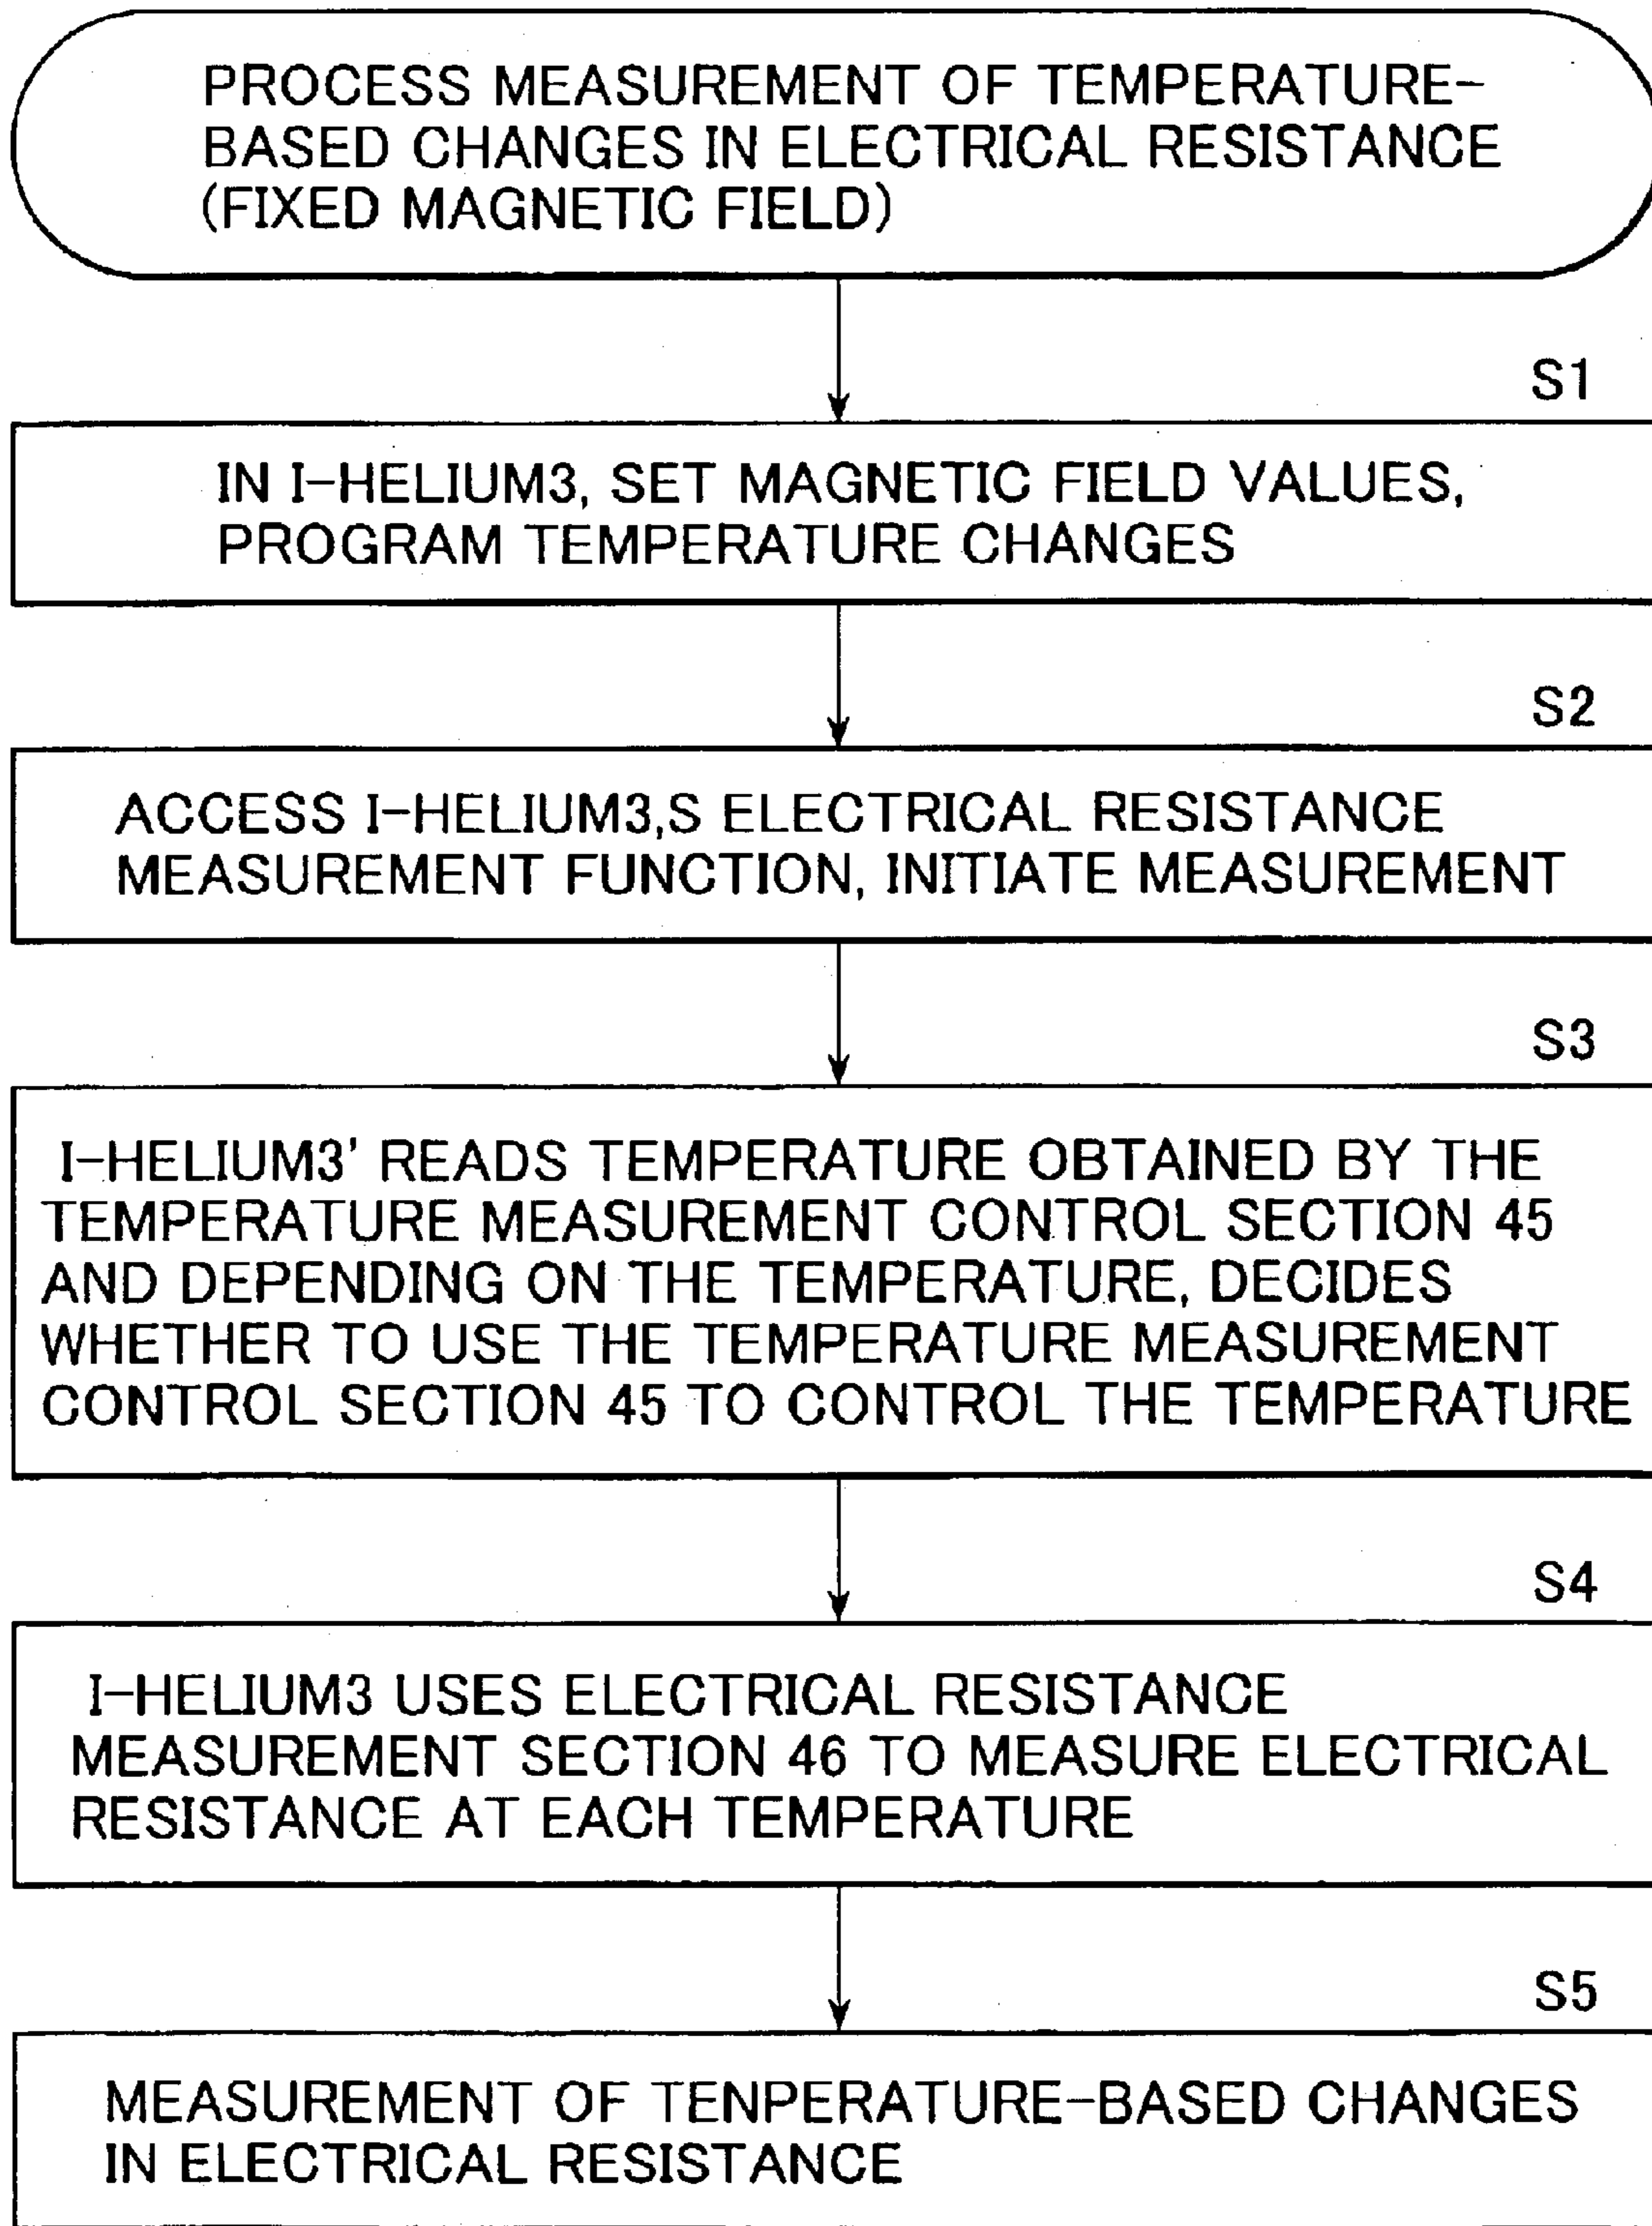 PROCESS MEASUREMENT OF TEMPERATURE-
BASED CHANGES IN ELECTRICAL RESISTANCE
(FIXED MAGNETIC FIELD)
S1
IN I-HELIUM3, SET MAGNETIC FIELD VALUES,
PROGRAM TEMPERATURE CHANGES
S2
ACCESS I-HELIUM3,S ELECTRICAL RESISTANCE
MEASUREMENT FUNCTION, INITIATE MEASUREMENT
S3
I-HELIUM3' READS TEMPERATURE OBTAINED BY THE
TEMPERATURE MEASUREMENT CONTROL SECTION 45
AND DEPENDING ON THE TEMPERATURE, DECIDES
WHETHER TO USE THE TEMPERATURE MEASUREMENT
CONTROL SECTION 45 TO CONTROL THE TEMPERATURE
S4
I-HELIUM3 USES ELECTRICAL RESISTANCE
MEASUREMENT SECTION 46 TO MEASURE ELECTRICAL
RESISTANCE AT EACH TEMPERATURE
S5
MEASUREMENT OF TENPERATURE-BASED CHANGES
IN ELECTRICAL RESISTANCE